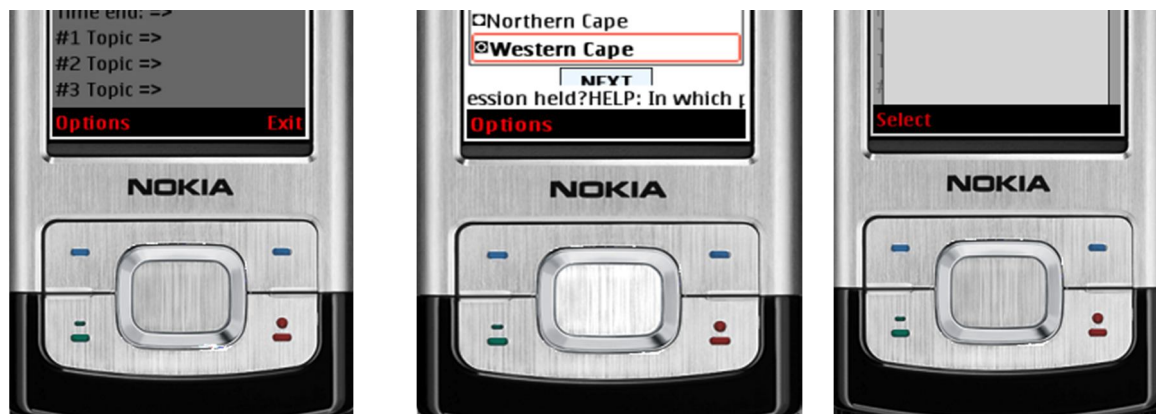 Time end: =>
#1 Topic =>
#2 Topic =>
#3 Topic =>
Options Exit
NOKIA
Northern Cape
Western Cape
NEXT
ession held?HELP: In which p
Options
NOKIA
Select
NOKIA